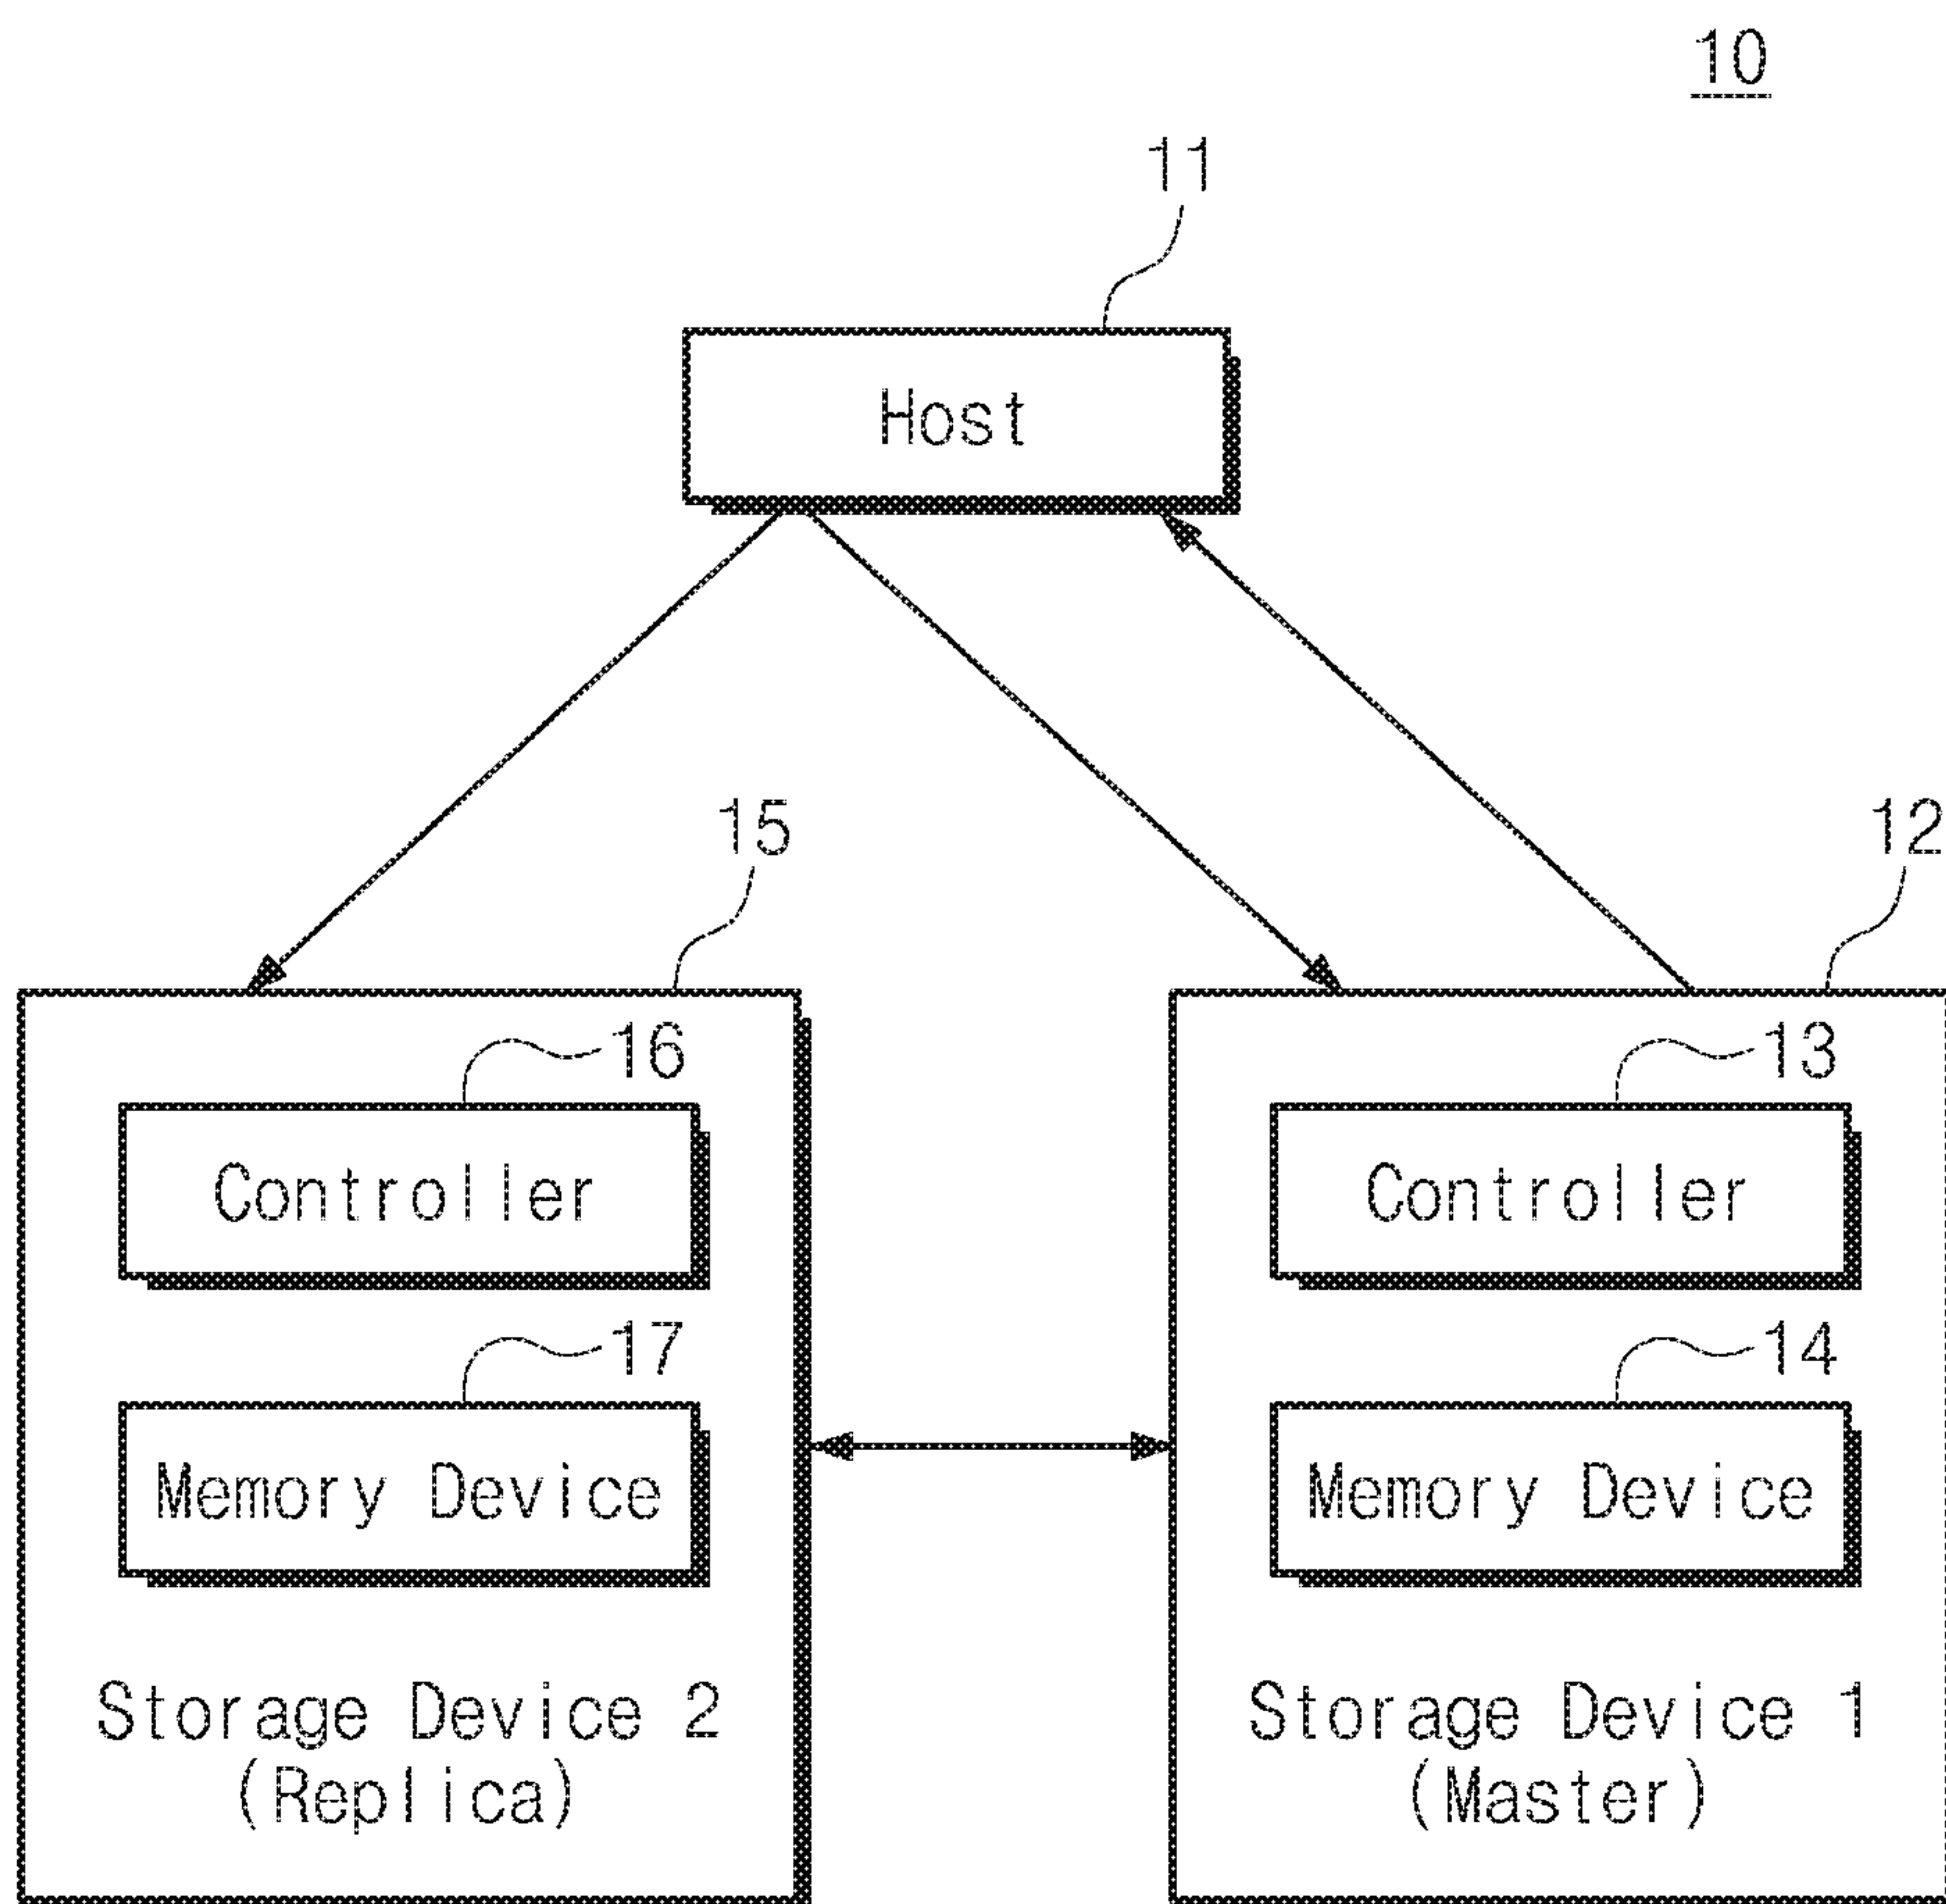 10
11
Host
15
12
16
Controller
17
Memory Device
Storage Device 2
(Replica)
13
Controller
14
Memory Device
Storage Device 1
(Master)